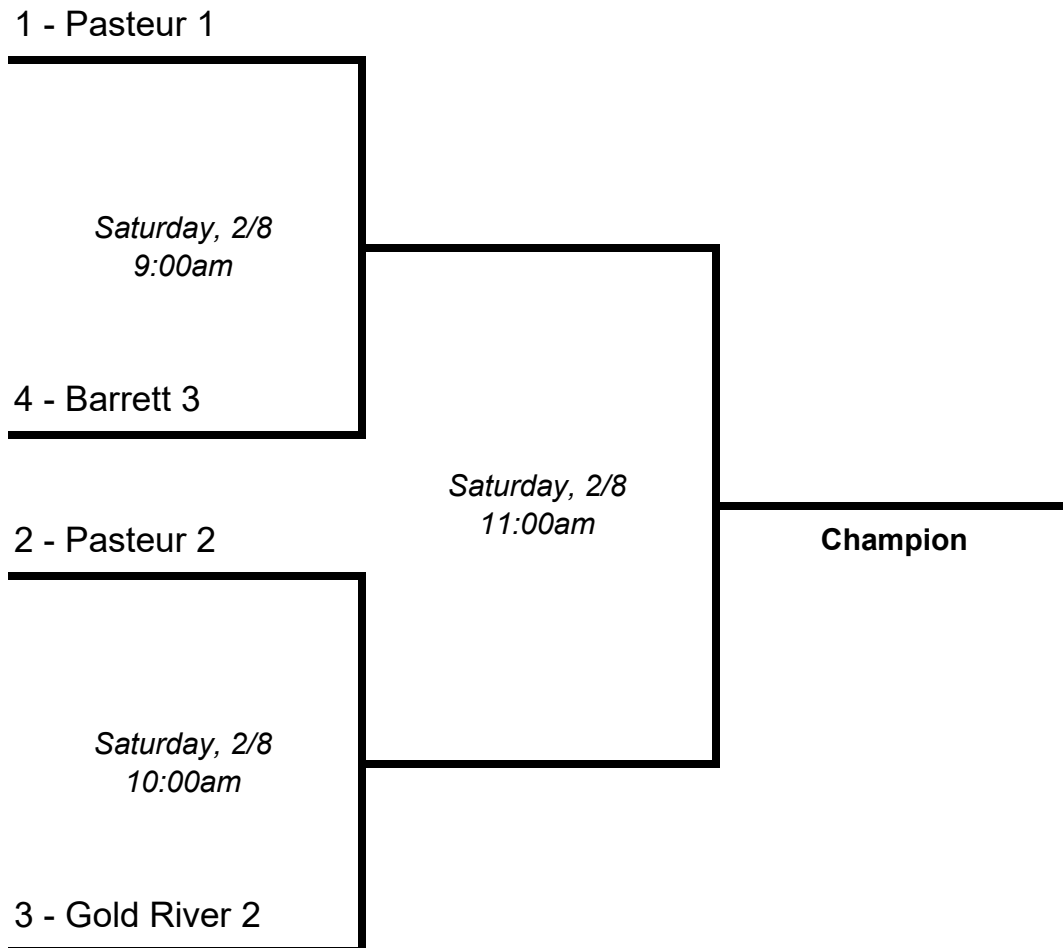 1 - Pasteur 1
Saturday, 2/8
9:00am
4 - Barrett 3
Saturday, 2/8
11:00am
2 - Pasteur 2
Champion
Saturday, 2/8
10:00am
3 - Gold River 2